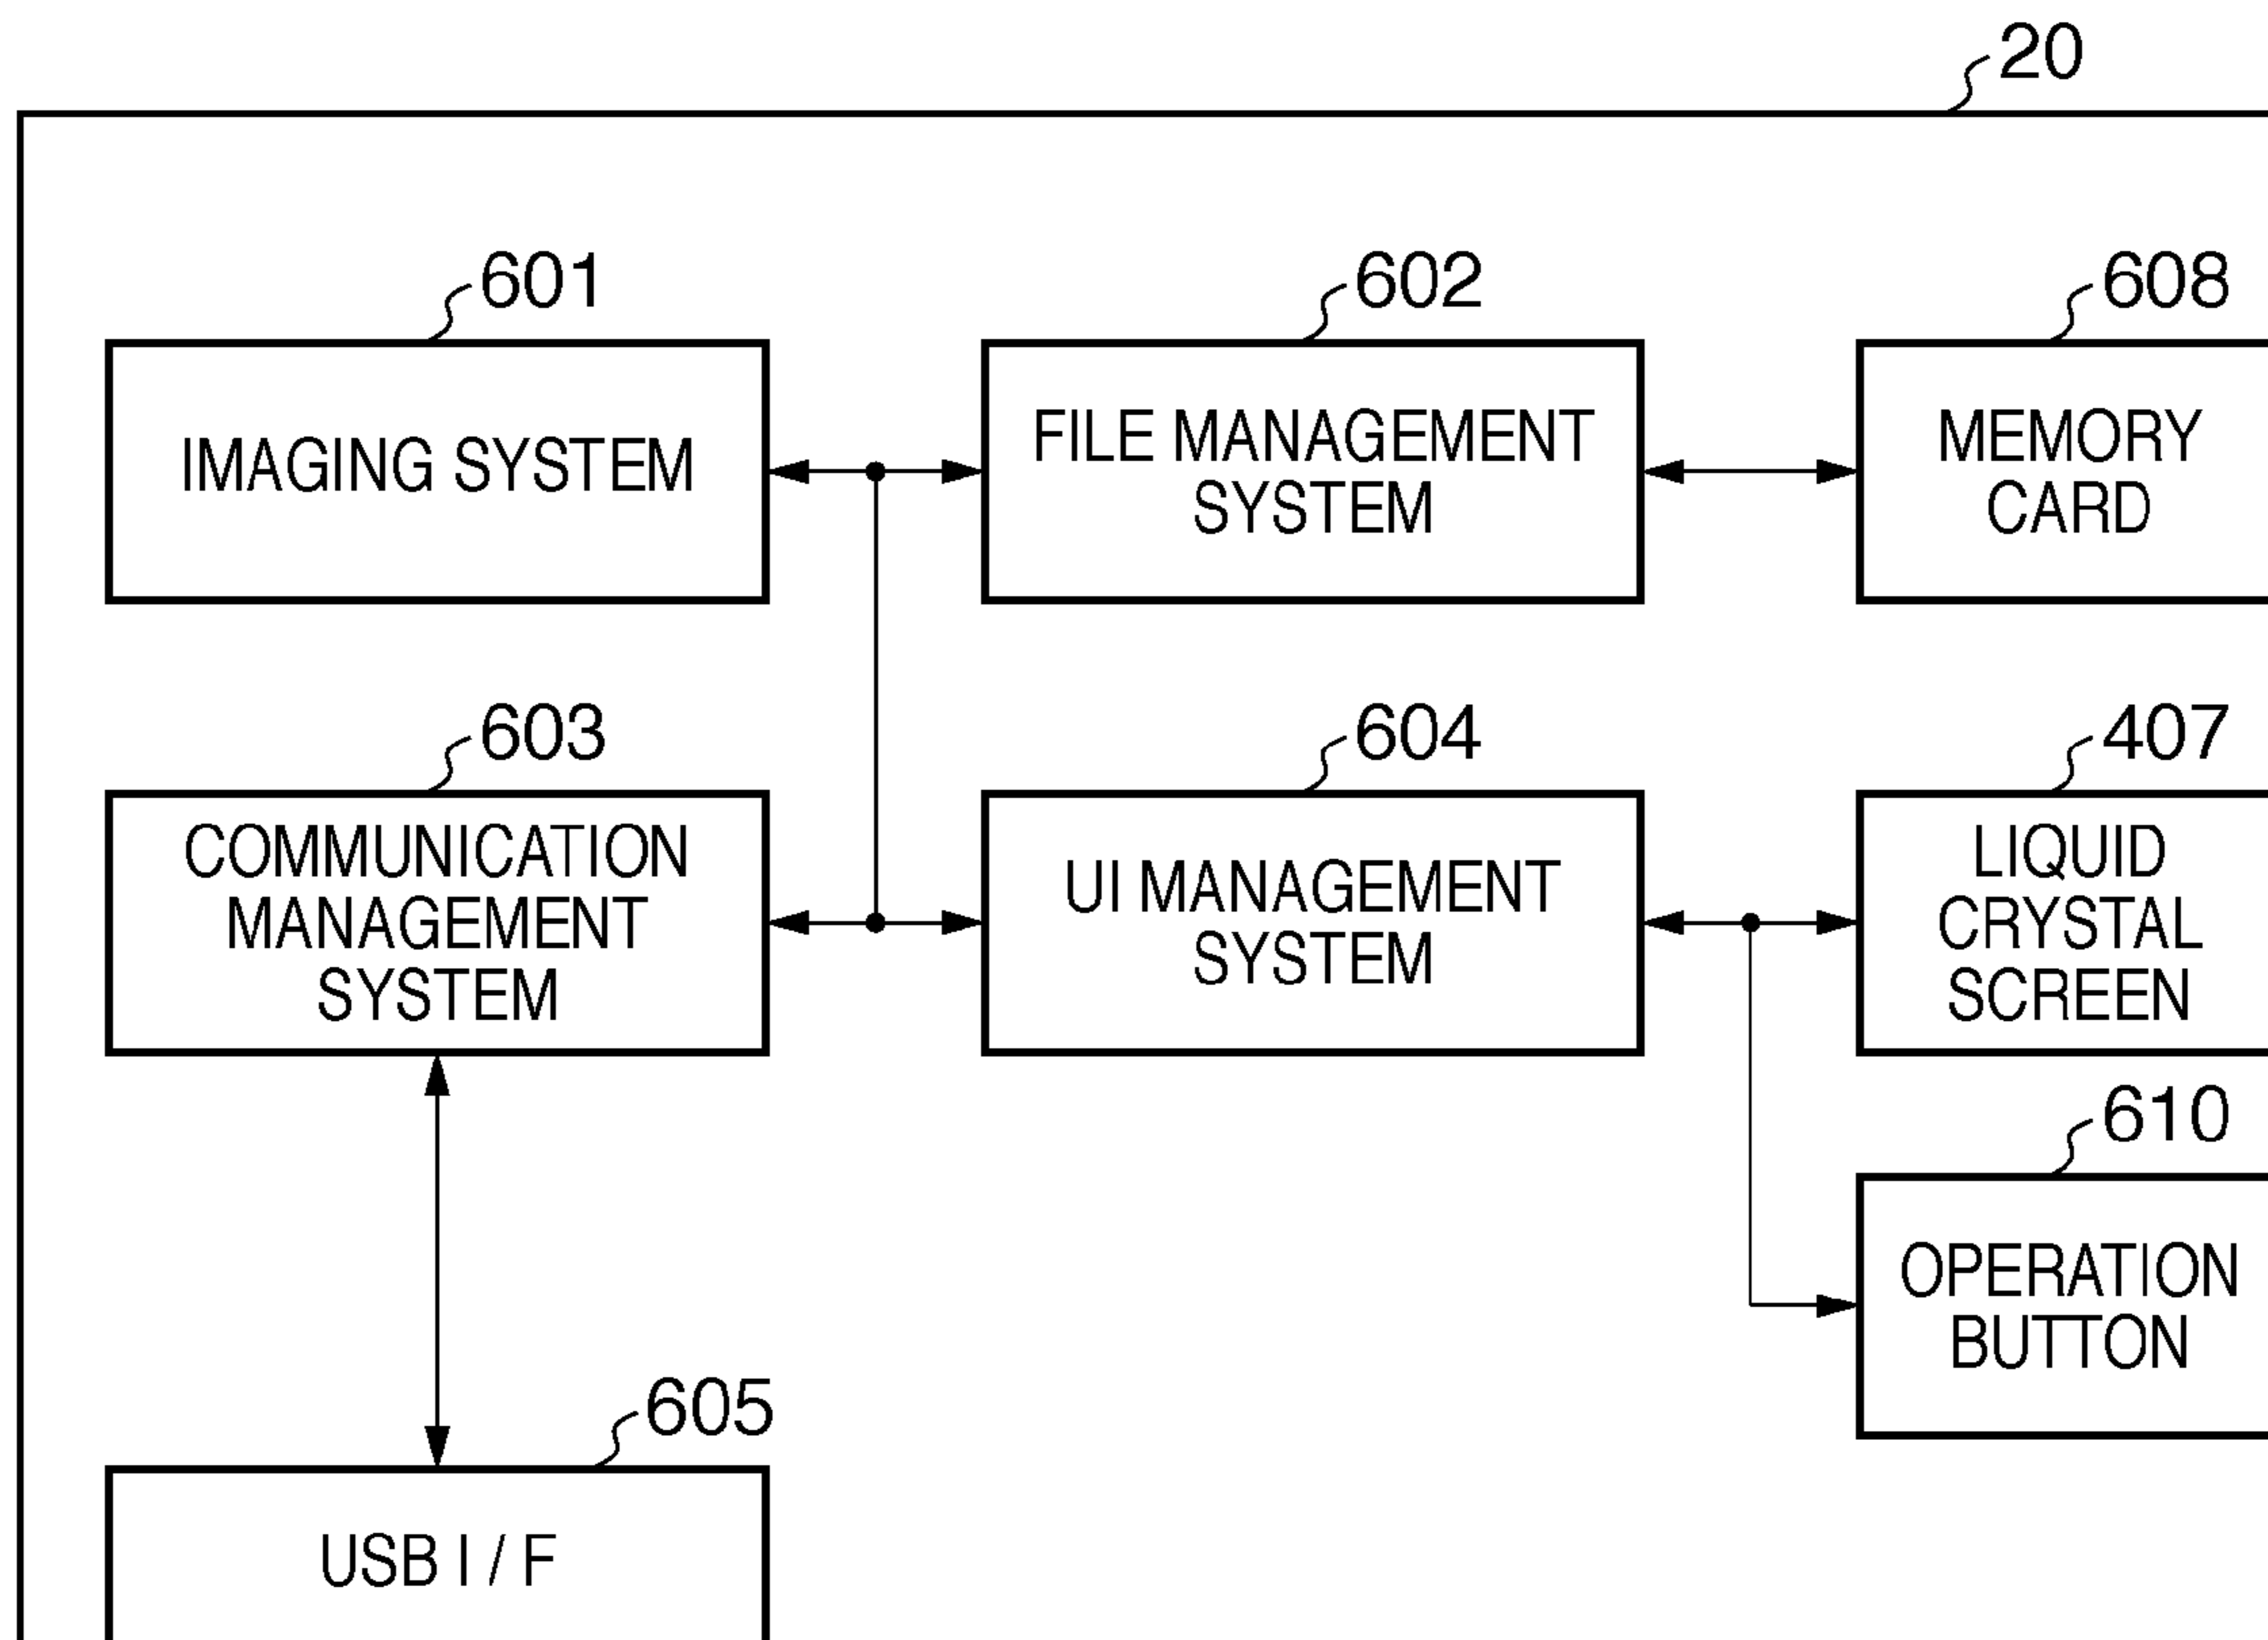 20
601
602
608
IMAGING SYSTEM
FILE MANAGEMENT
SYSTEM
MEMORY
CARD
603
604
407
COMMUNICATION
MANAGEMENT
SYSTEM
UI MANAGEMENT
SYSTEM
LIQUID
CRYSTAL
SCREEN
610
OPERATION
BUTTON
605
USB I / F